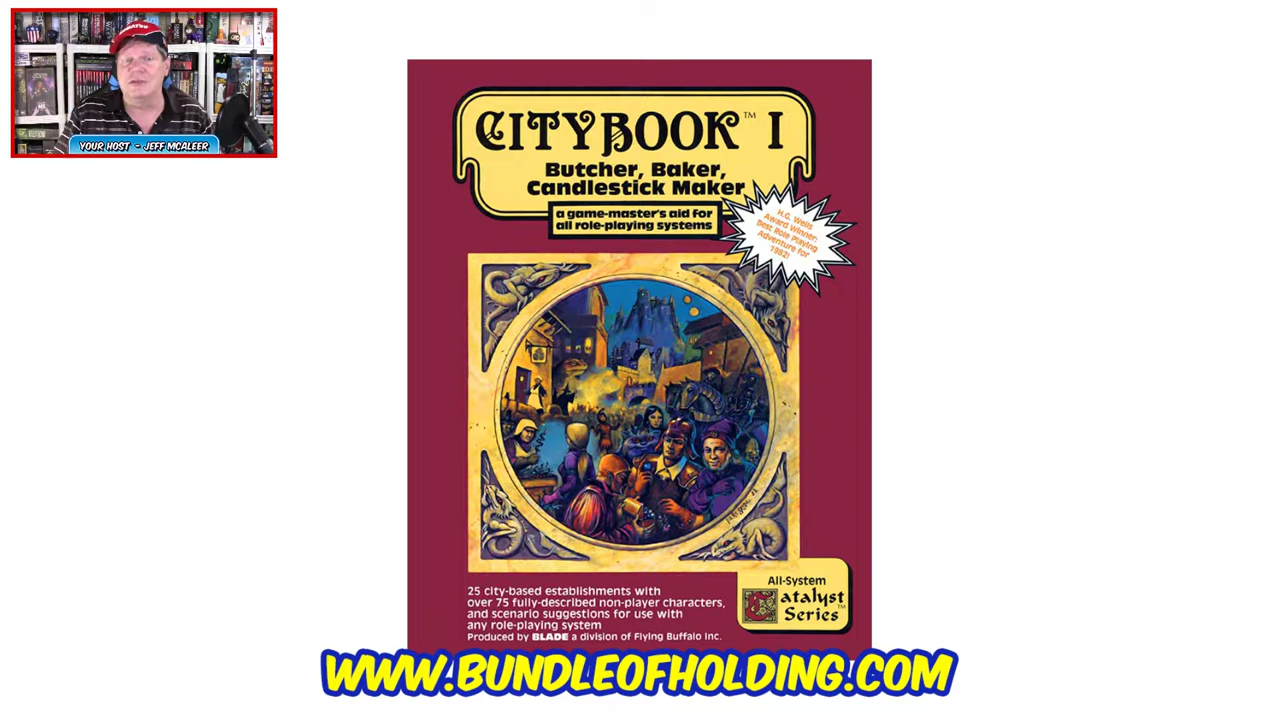 YOUR HOST - JEFF MCALEER
CITYBOOK™ I
Butcher, Baker,
Candlestick Maker
a game-master's aid for
all role-playing systems
H.G. Wells
Award Winner:
Best Role Playing
Adventure for
1982!
25 city-based establishments with
over 75 fully-described non-player characters,
and scenario suggestions for use with
any role-playing system
Produced by BLADE a division of Flying Buffalo Inc.
All-System
Catalyst
Series™
WWW.BUNDLEOFHOLDING.COM